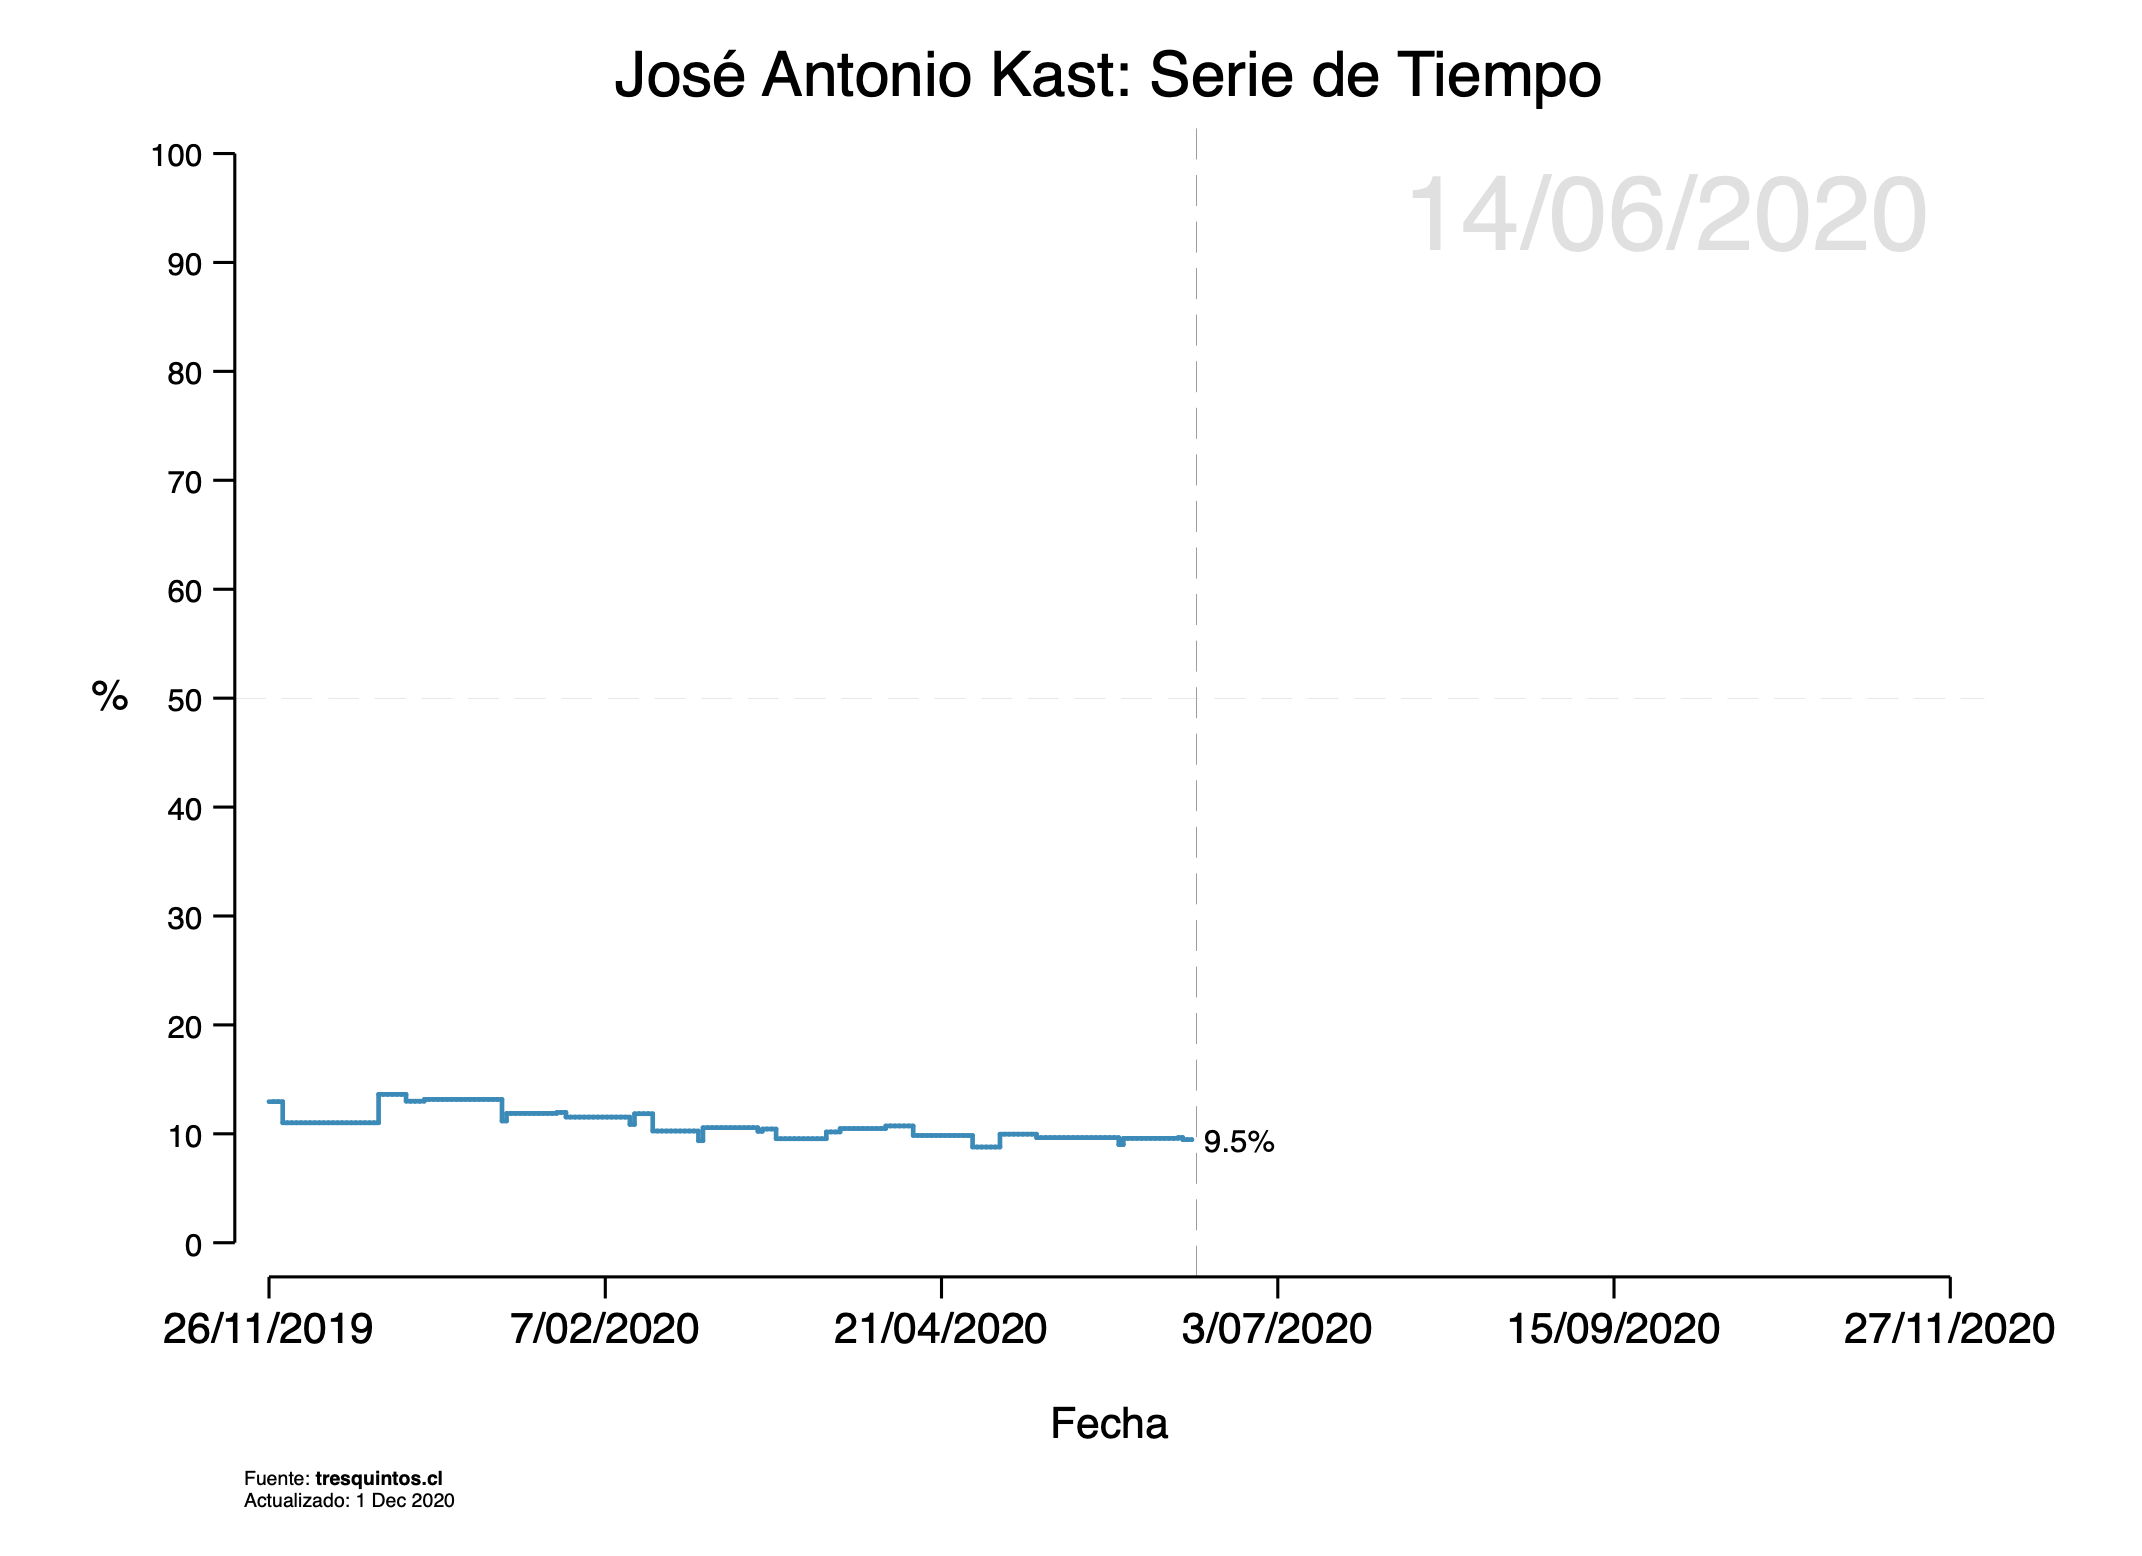 José Antonio Kast: Serie de Tiempo
14/06/2020
100
90
80
70
60
%
50
40
30
20
10
0
9.5%
26/11/2019 7/02/2020 21/04/2020 3/07/2020 15/09/2020 27/11/2020
Fecha
Fuente: tresquintos.cl
Actualizado: 1 Dec 2020